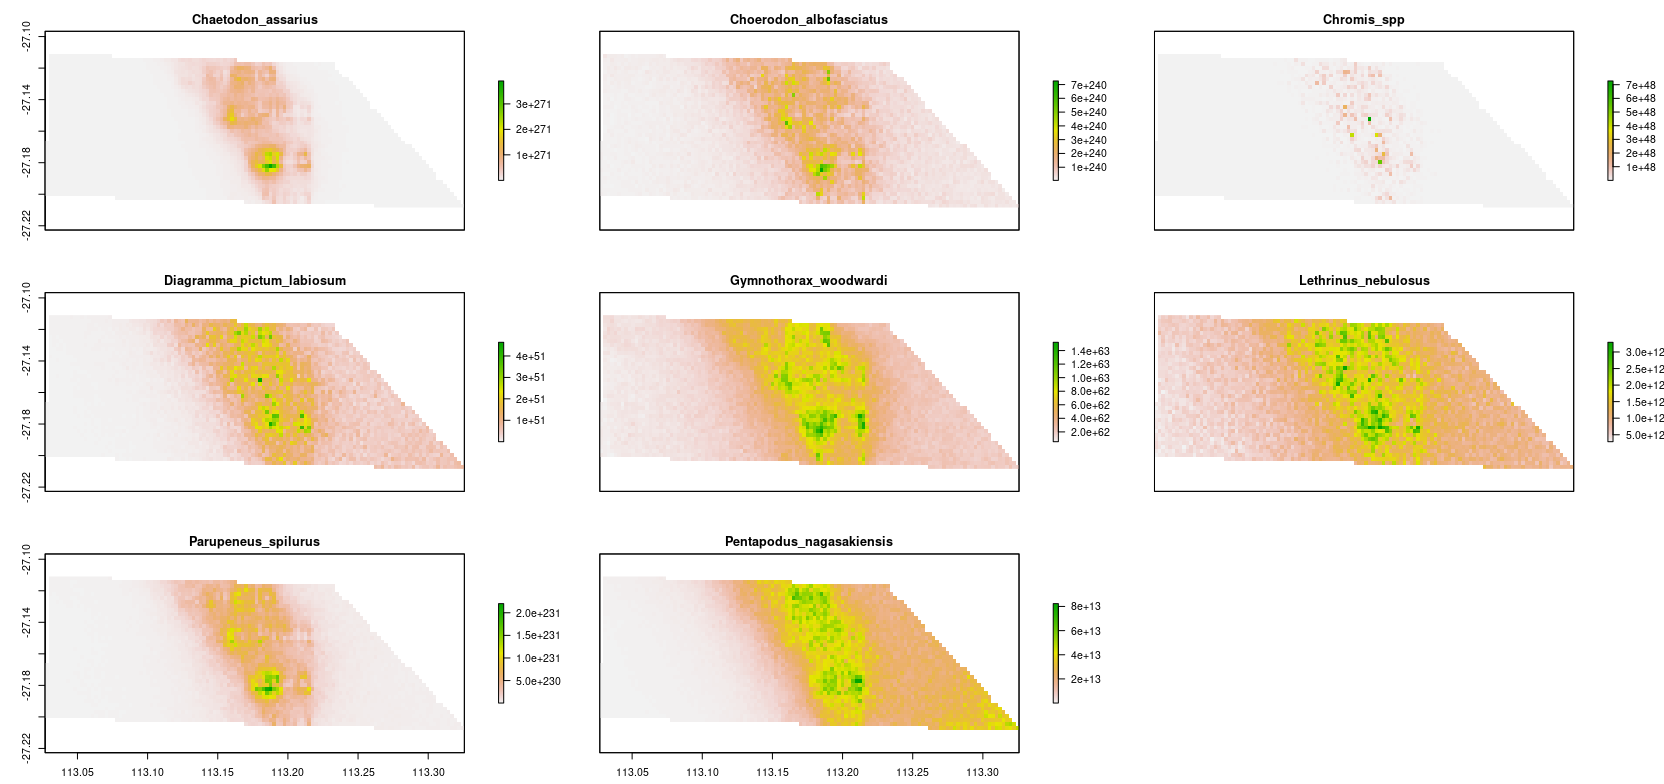 Chaetodon_assarius
Choerodon_albofasciatus
Chromis_spp
-27.10
-27.14
-27.18
-27.22
3e+271
2e+271
1e+271
7e+240
6e+240
5e+240
4e+240
3e+240
2e+240
1e+240
7e+48
6e+48
5e+48
4e+48
3e+48
2e+48
1e+48
Diagramma_pictum_labiosum
Gymnothorax_woodwardi
Lethrinus_nebulosus
-27.10
-27.14
-27.18
-27.22
4e+51
3e+51
2e+51
1e+51
1.4e+63
1.2e+63
1.0e+63
8.0e+62
6.0e+62
4.0e+62
2.0e+62
3.0e+12
2.5e+12
2.0e+12
1.5e+12
1.0e+12
5.0e+12
Parupeneus_spilurus
Pentapodus_nagasakiensis
-27.10
-27.14
-27.18
-27.22
2.0e+231
1.5e+231
1.0e+231
5.0e+230
8e+13
6e+13
4e+13
2e+13
113.05 113.10 113.15 113.20 113.25 113.30
113.05 113.10 113.15 113.20 113.25 113.30